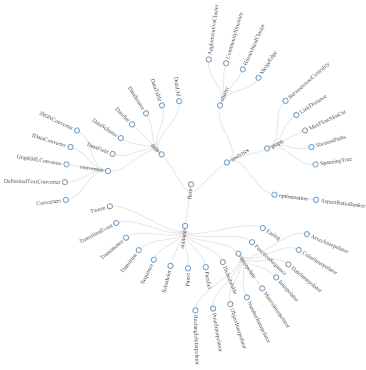 flare
analytics
cluster
AgglomerativeCluster
CommunityStructure
HierarchicalCluster
MergeEdge
graph
BetweennessCentrality
LinkDistance
MaxFlowMinCut
ShortestPaths
SpanningTree
optimization
AspectRatioBanker
animate
Easing
FunctionSequence
interpolate
ArrayInterpolator
ColorInterpolator
DateInterpolator
Interpolator
MatrixInterpolator
NumberInterpolator
ObjectInterpolator
PointInterpolator
RectangleInterpolator
ISchedulable
Parallel
Pause
Scheduler
Sequence
Transition
Transitioner
TransitionEvent
Tween
data
converters
Converters
DelimitedTextConverter
GraphMLConverter
IDataConverter
JSONConverter
DataField
DataSchema
DataSet
DataSource
DataTable
DataUtil